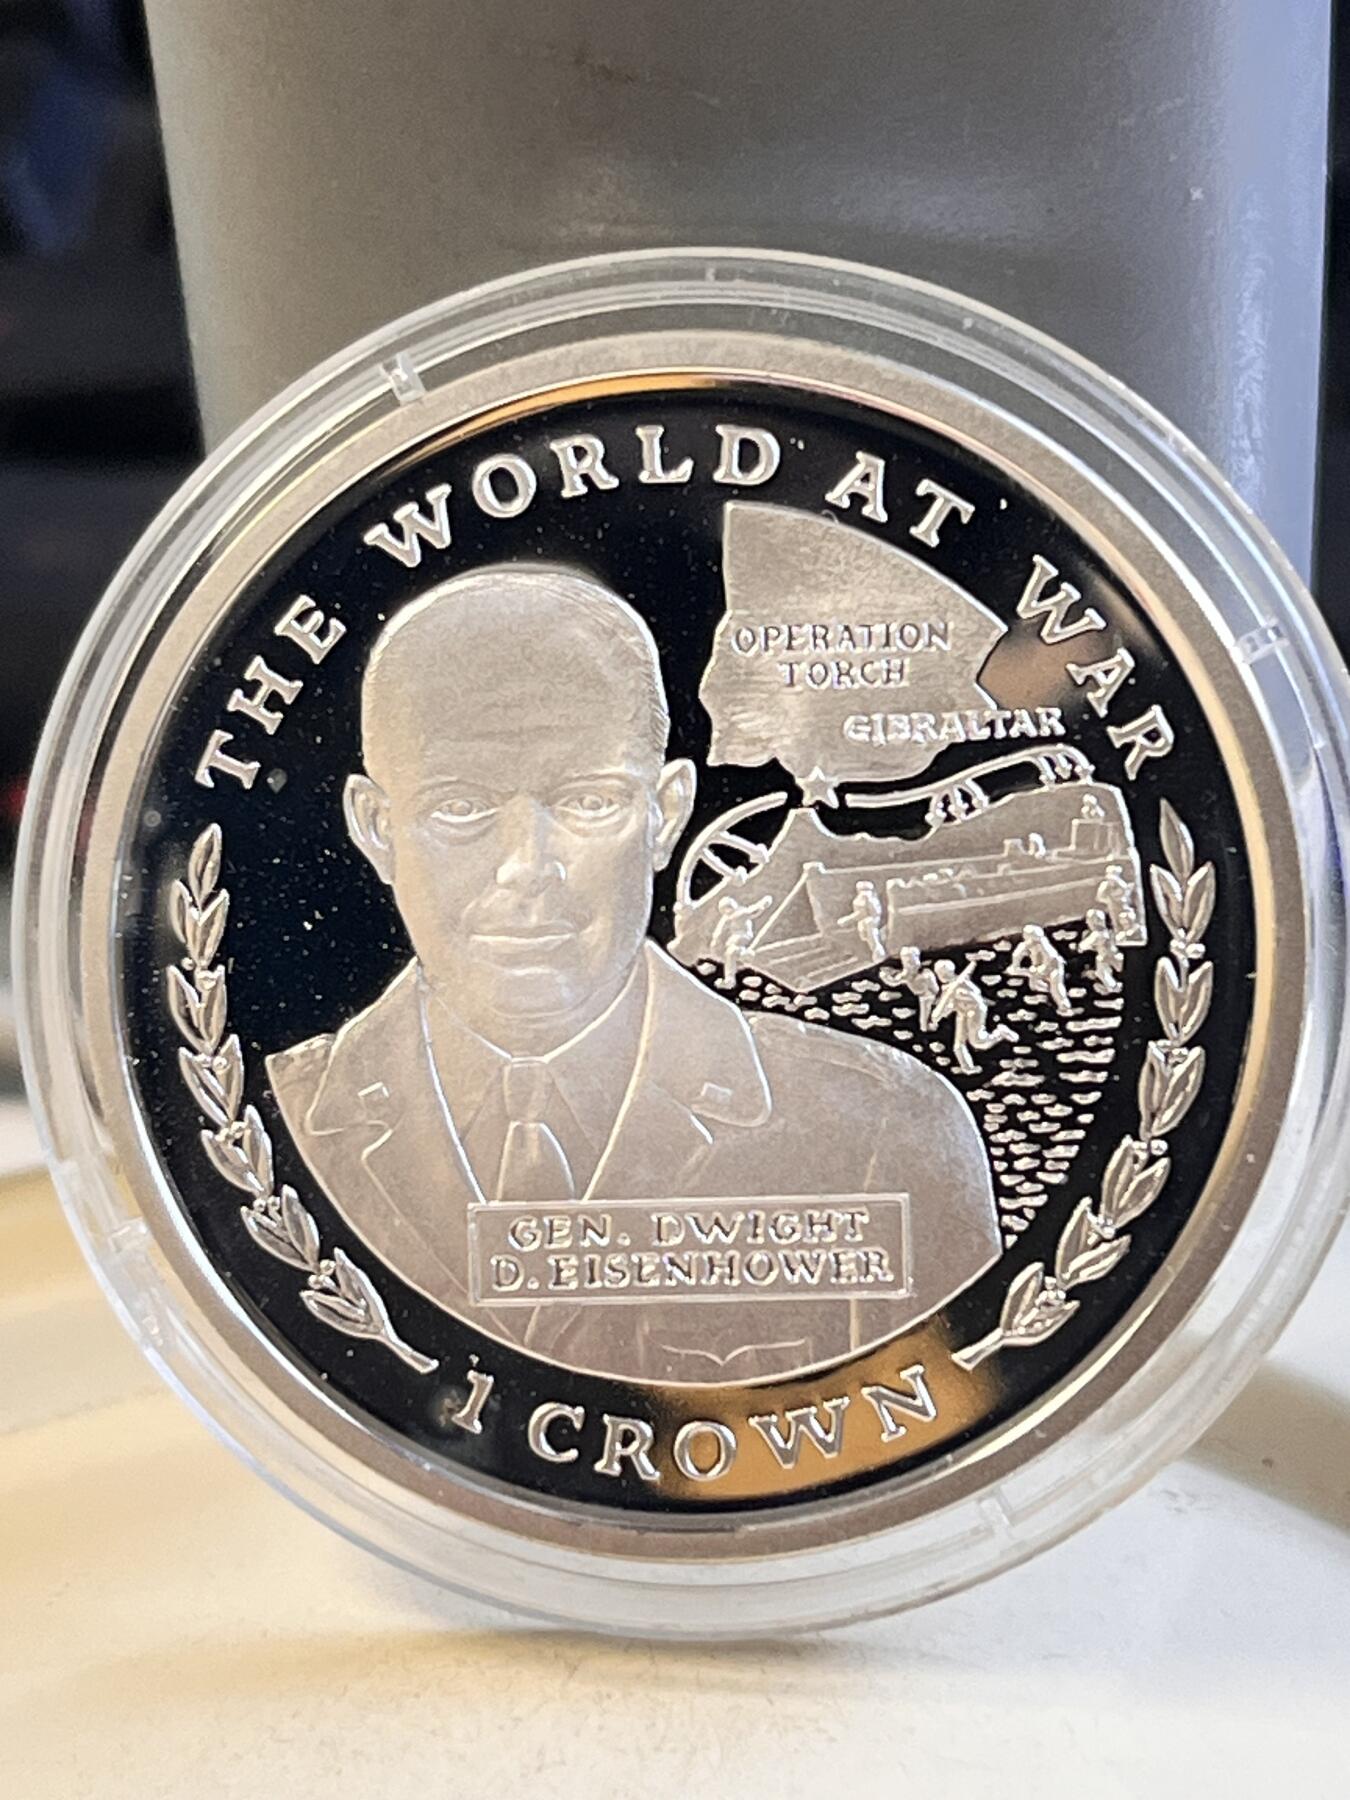 THE WORLD AT WAR
OPERATION
TORCH
GIBRALTAR
GEN. DWIGHT
D. EISENHOWER
1 CROWN